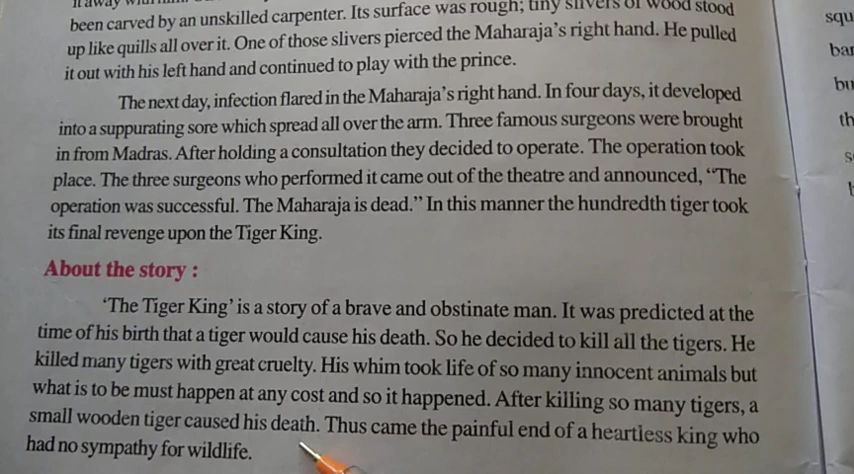 been carved by an unskilled carpenter. Its surface was rough; tiny slivers of wood stood
up like quills all over it. One of those slivers pierced the Maharaja's right hand. He pulled
it out with his left hand and continued to play with the prince.
The next day, infection flared in the Maharaja's right hand. In four days, it developed
into a suppurating sore which spread all over the arm. Three famous surgeons were brought
in from Madras. After holding a consultation they decided to operate. The operation took
place. The three surgeons who performed it came out of the theatre and announced, “The
operation was successful. The Maharaja is dead.” In this manner the hundredth tiger took
its final revenge upon the Tiger King.
About the story :
‘The Tiger King’ is a story of a brave and obstinate man. It was predicted at the
time of his birth that a tiger would cause his death. So he decided to kill all the tigers. He
killed many tigers with great cruelty. His whim took life of so many innocent animals but
what is to be must happen at any cost and so it happened. After killing so many tigers, a
small wooden tiger caused his death. Thus came the painful end of a heartless king who
had no sympathy for wildlife.